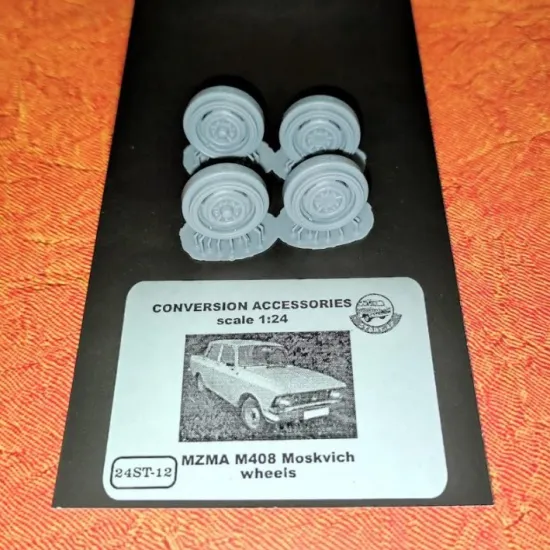 CONVERSION ACCESSORIES
scale 1:24
MZMA M408 Moskvich
24ST-12
wheels